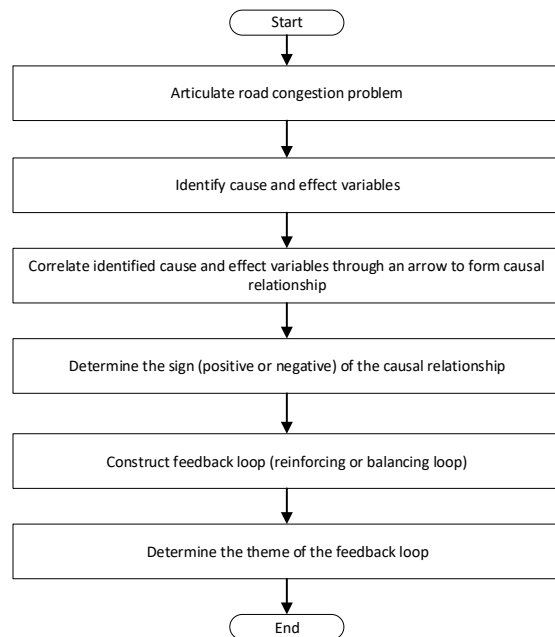 Start
Articulate road congestion problem
Identify cause and effect variables
Correlate identified cause and effect variables through an arrow to form causal
relationship
Determine the sign (positive or negative) of the causal relationship
Construct feedback loop (reinforcing or balancing loop)
Determine the theme of the feedback loop
End